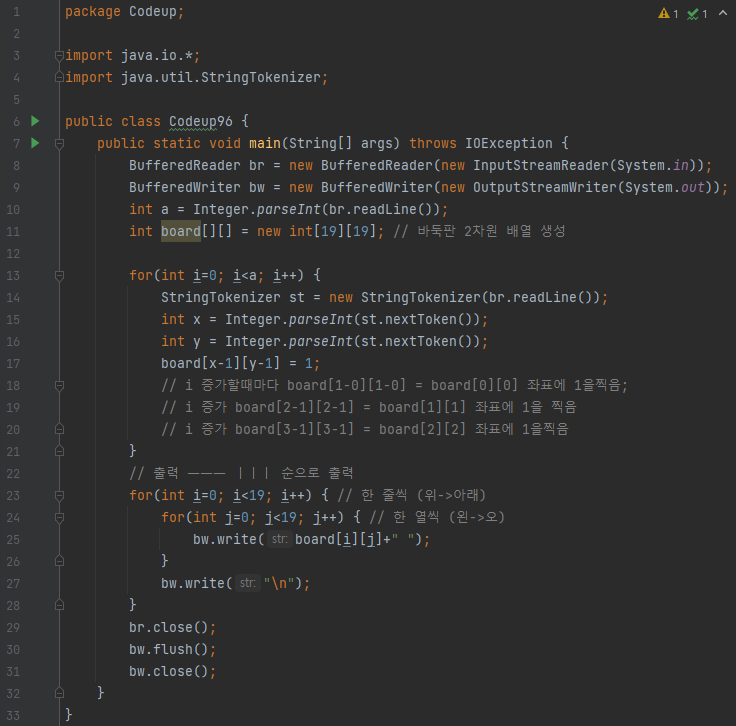 1 package Codeup;
2
3 import java.io.*;
4 import java.util.StringTokenizer;
5
6 public class Codeup96 {
7 public static void main(String[] args) throws IOException {
8 BufferedReader br = new BufferedReader(new InputStreamReader(System.in));
9 BufferedWriter bw = new BufferedWriter(new OutputStreamWriter(System.out));
10 int a = Integer.parseInt(br.readLine());
11 int board[][] = new int[19][19]; // 바둑판 2차원 배열 생성
12
13 for(int i=0; i<a; i++) {
14 StringTokenizer st = new StringTokenizer(br.readLine());
15 int x = Integer.parseInt(st.nextToken());
16 int y = Integer.parseInt(st.nextToken());
17 board[x-1][y-1] = 1;
18 // i 증가할때마다 board[1-0][1-0] = board[0][0] 좌표에 1을찍음;
19 // i 증가 board[2-1][2-1] = board[1][1] 좌표에 1을 찍음
20 // i 증가 board[3-1][3-1] = board[2][2] 좌표에 1을찍음
21 }
22 // 출력 ㅡㅡㅡ ㅣㅣㅣ 순으로 출력
23 for(int i=0; i<19; i++) { // 한 줄씩 (위->아래)
24 for(int j=0; j<19; j++) { // 한 열씩 (왼->오)
25 bw.write( str: board[i][j]+" ");
26 }
27 bw.write( str: "\n");
28 }
29 br.close();
30 bw.flush();
31 bw.close();
32 }
33 }
1 1